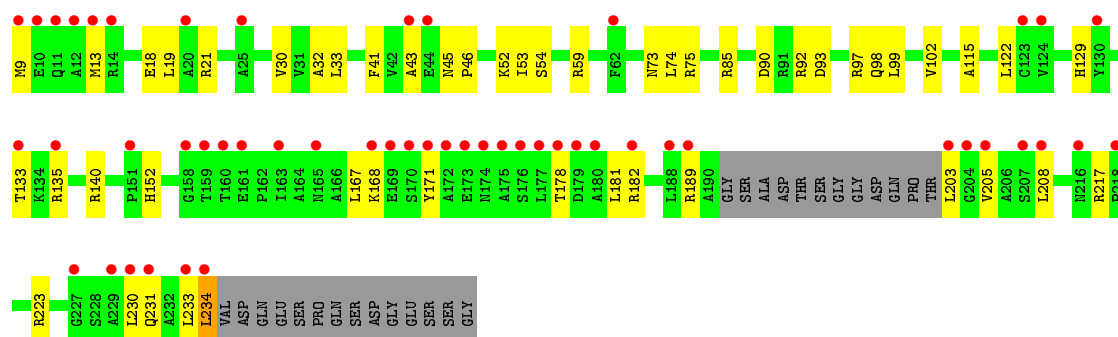 M9 E10 Q11 A12 M13 R14 E18 L19 A20 R21 A25 V30 V31 A32 L33 F41 V42 A43 E44 N45 P46 K52 I53 S54 R59 F62 N73 L74 R75 R85 D90 R91 R92 D93 R97 Q98 L99 V102 A115 L122 C123 V124 H129 Y130
T133 K134 R135 R140 P151 H152 G158 T159 T160 E161 P162 I163 A164 N165 A166 L167 K168 E169 S170 Y171 A172 E173 N174 A175 S176 L177 T178 D179 A180 L181 R182 L188 R189 A190 GLY SER ALA ASP THR SER GLY GLY ASP GLN PRO THR L203 G204 V205 A206 S207 L208 N216 R217
R223 G227 S228 A229 L230 Q231 A232 L233 L234 VAL ASP GLN GLU SER PRO GLN SER ASP GLY GLU SER SER GLY